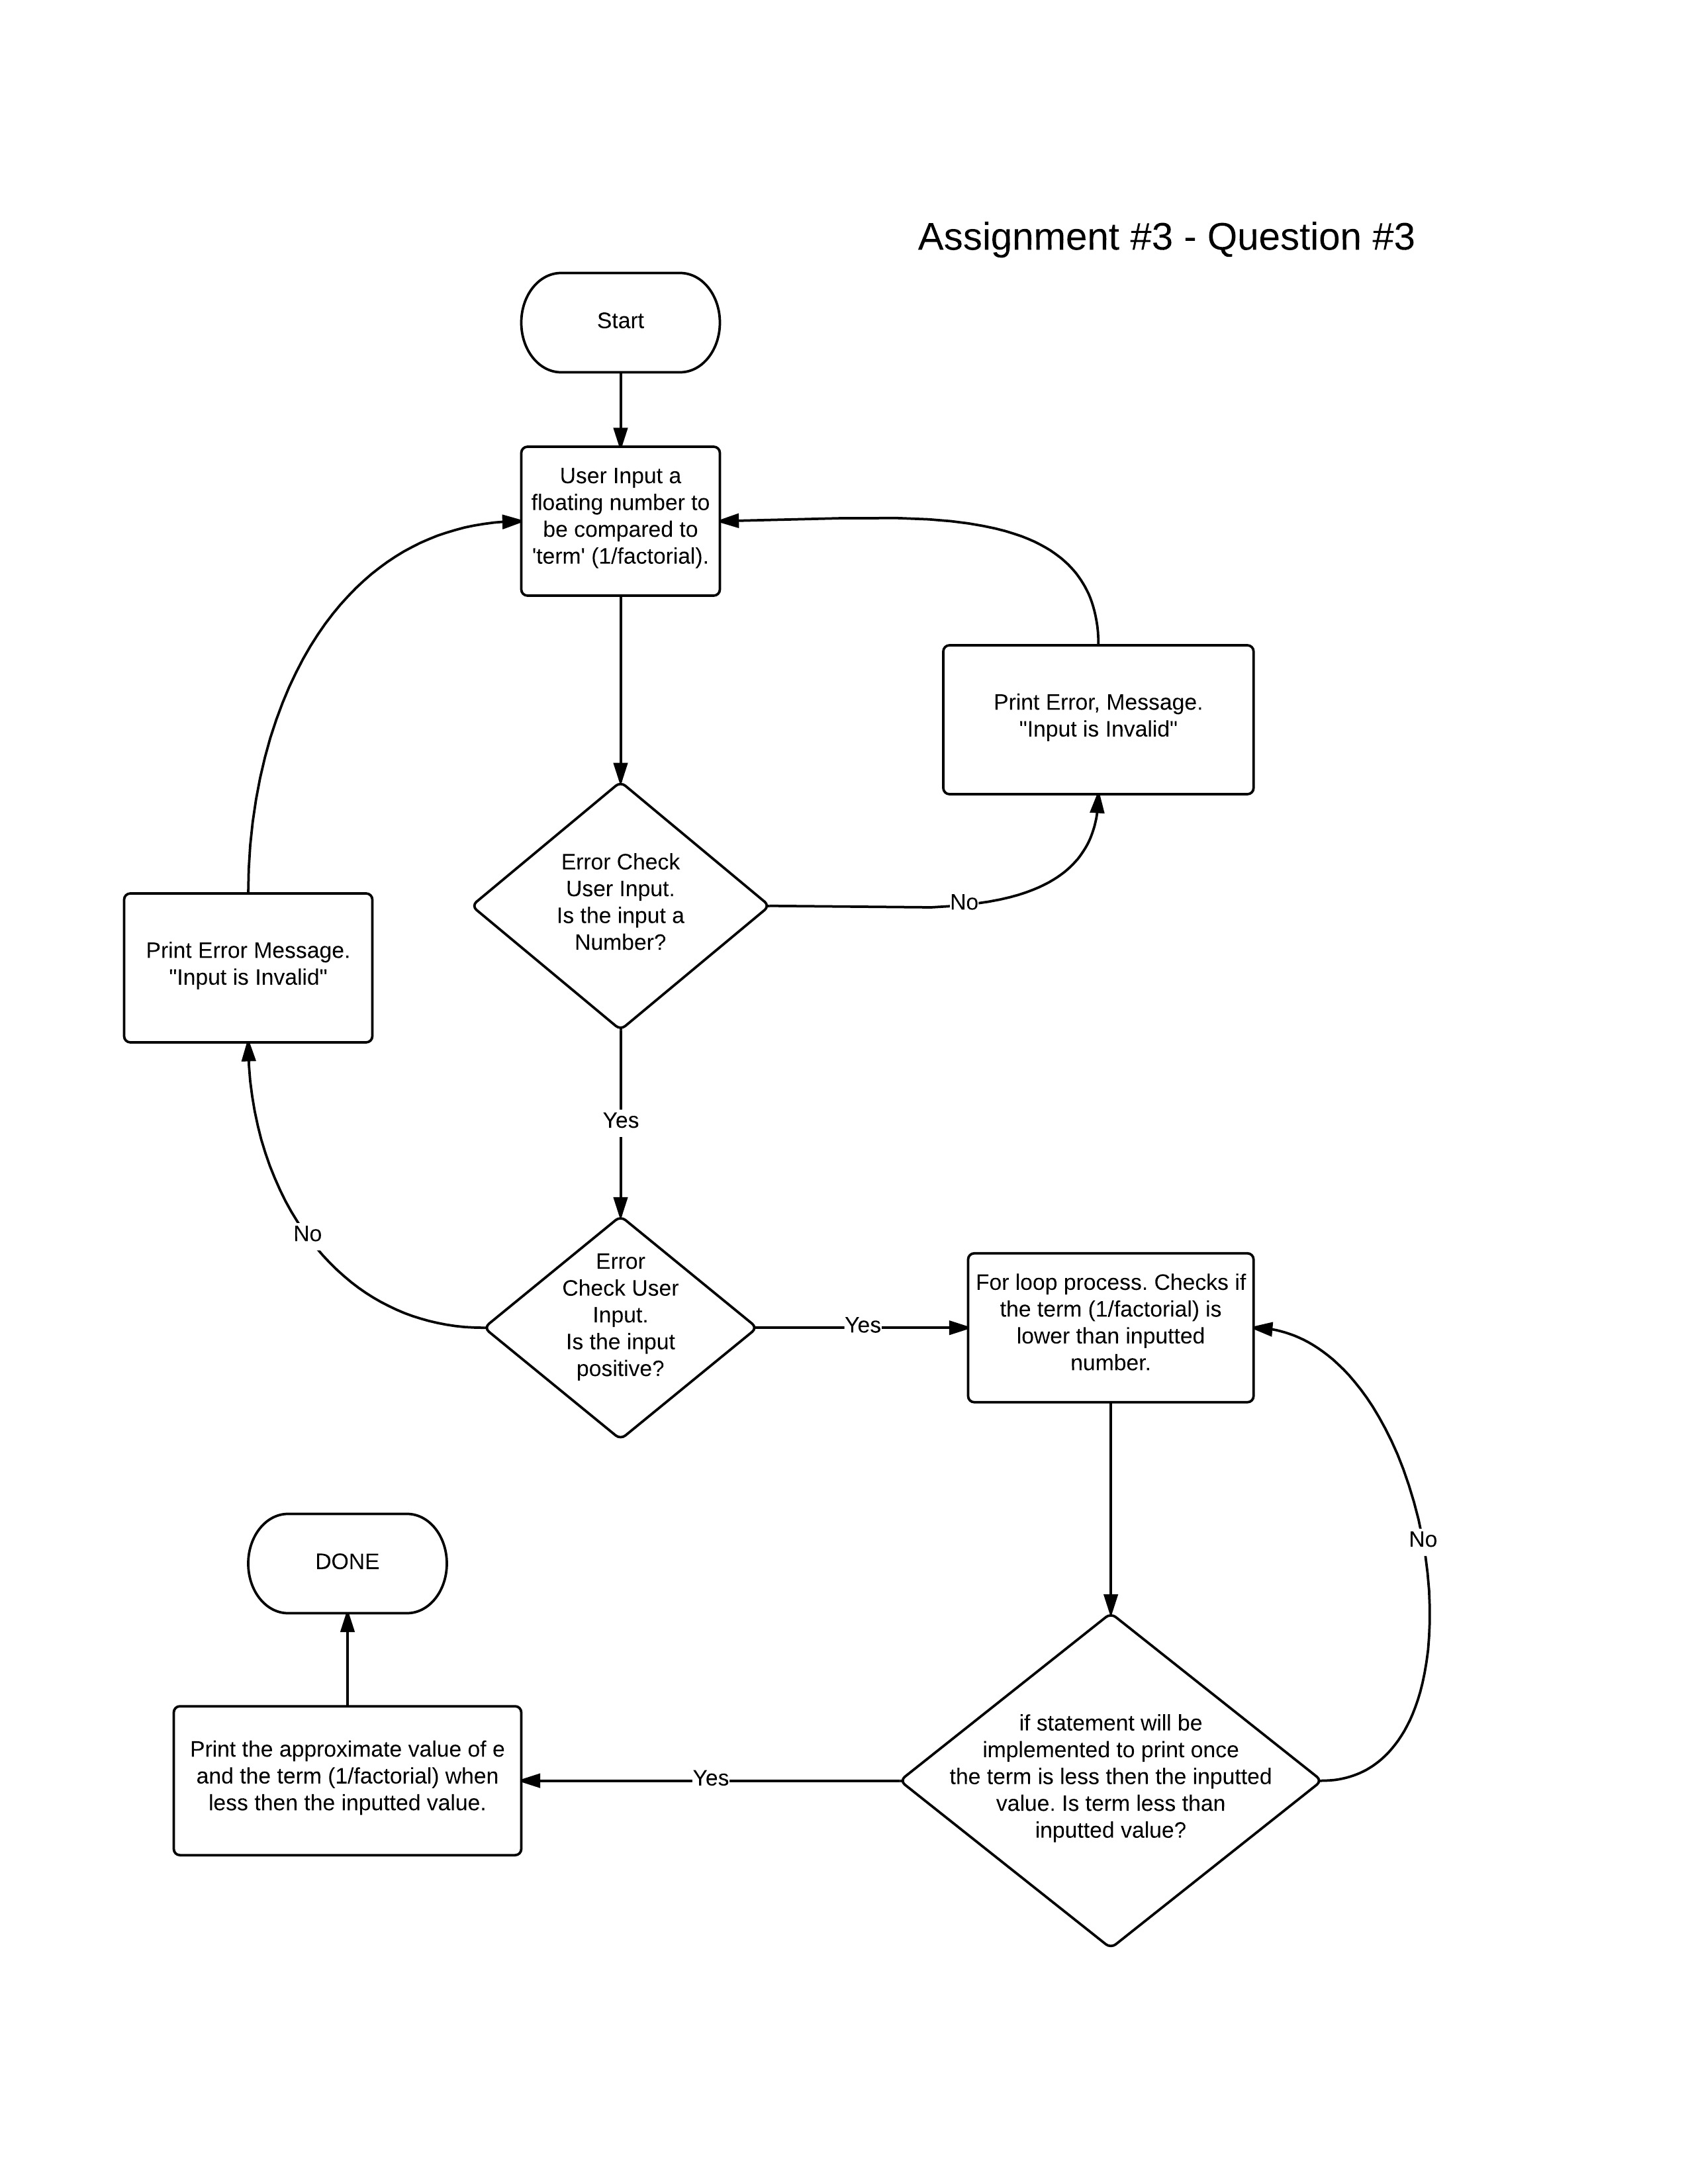 Assignment #3 - Question #3
Start
User Input a
floating number to
be compared to
'term' (1/factorial).
Print Error, Message.
"Input is Invalid"
Error Check
User Input.
Is the input a
Number?
No
Print Error Message.
"Input is Invalid"
Yes
No
Error
Check User
Input.
Is the input
positive?
Yes
For loop process. Checks if
the term (1/factorial) is
lower than inputted
number.
No
DONE
if statement will be
implemented to print once
the term is less then the inputted
value. Is term less than
inputted value?
Yes
Print the approximate value of e
and the term (1/factorial) when
less then the inputted value.